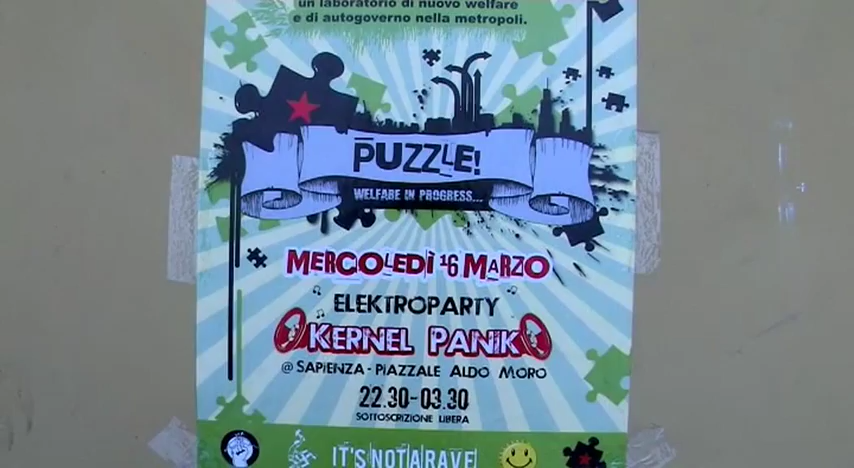 un laboratorio di nuovo welfare
e di autogoverno nella metropoli.
PUZZLE!
WELFARE IN PROGRESS...
MERCOLEDÌ 16 MARZO
ELEKTROPARTY
KERNEL PANIK
@ SAPIENZA - PIAZZALE ALDO MORO
22.30-03.30
SOTTOSCRIZIONE LIBERA
IT'S NOT A RAVE